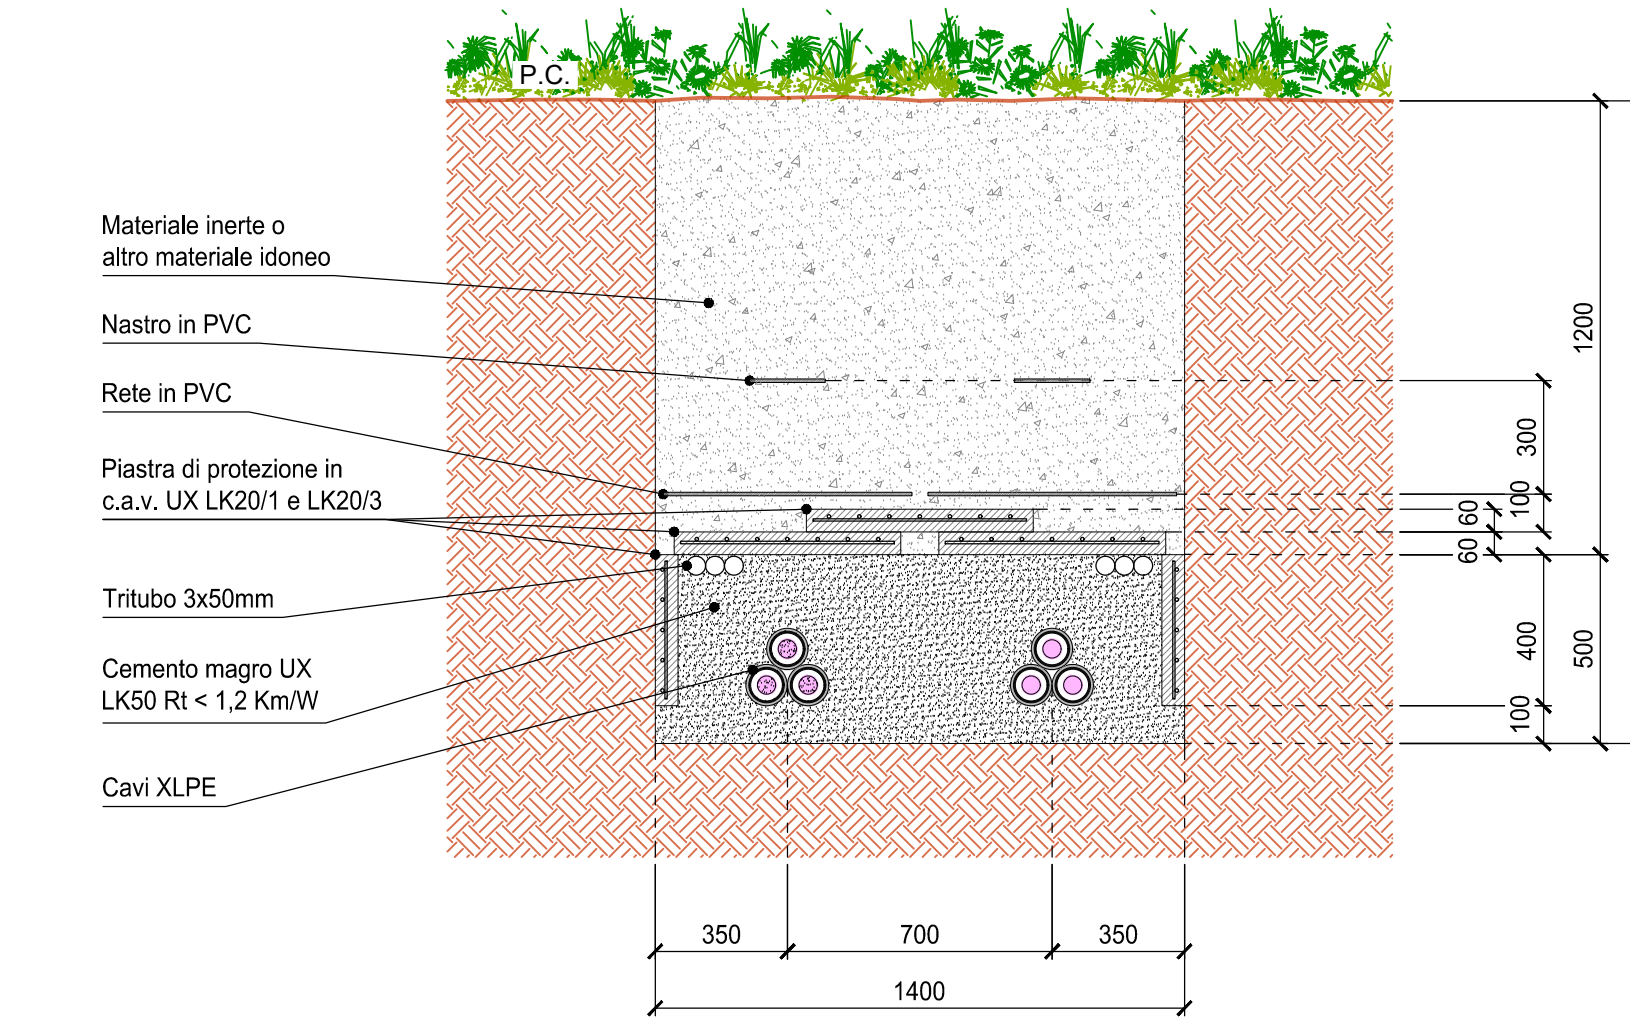 P.C.
Materiale inerte o
altro materiale idoneo
Nastro in PVC
Rete in PVC
Piastra di protezione in
c.a.v. UX LK20/1 e LK20/3
Tritubo 3x50mm
Cemento magro UX
LK50 Rt < 1,2 Km/W
Cavi XLPE
1200
300
100
60
60
400
500
100
350
700
350
1400